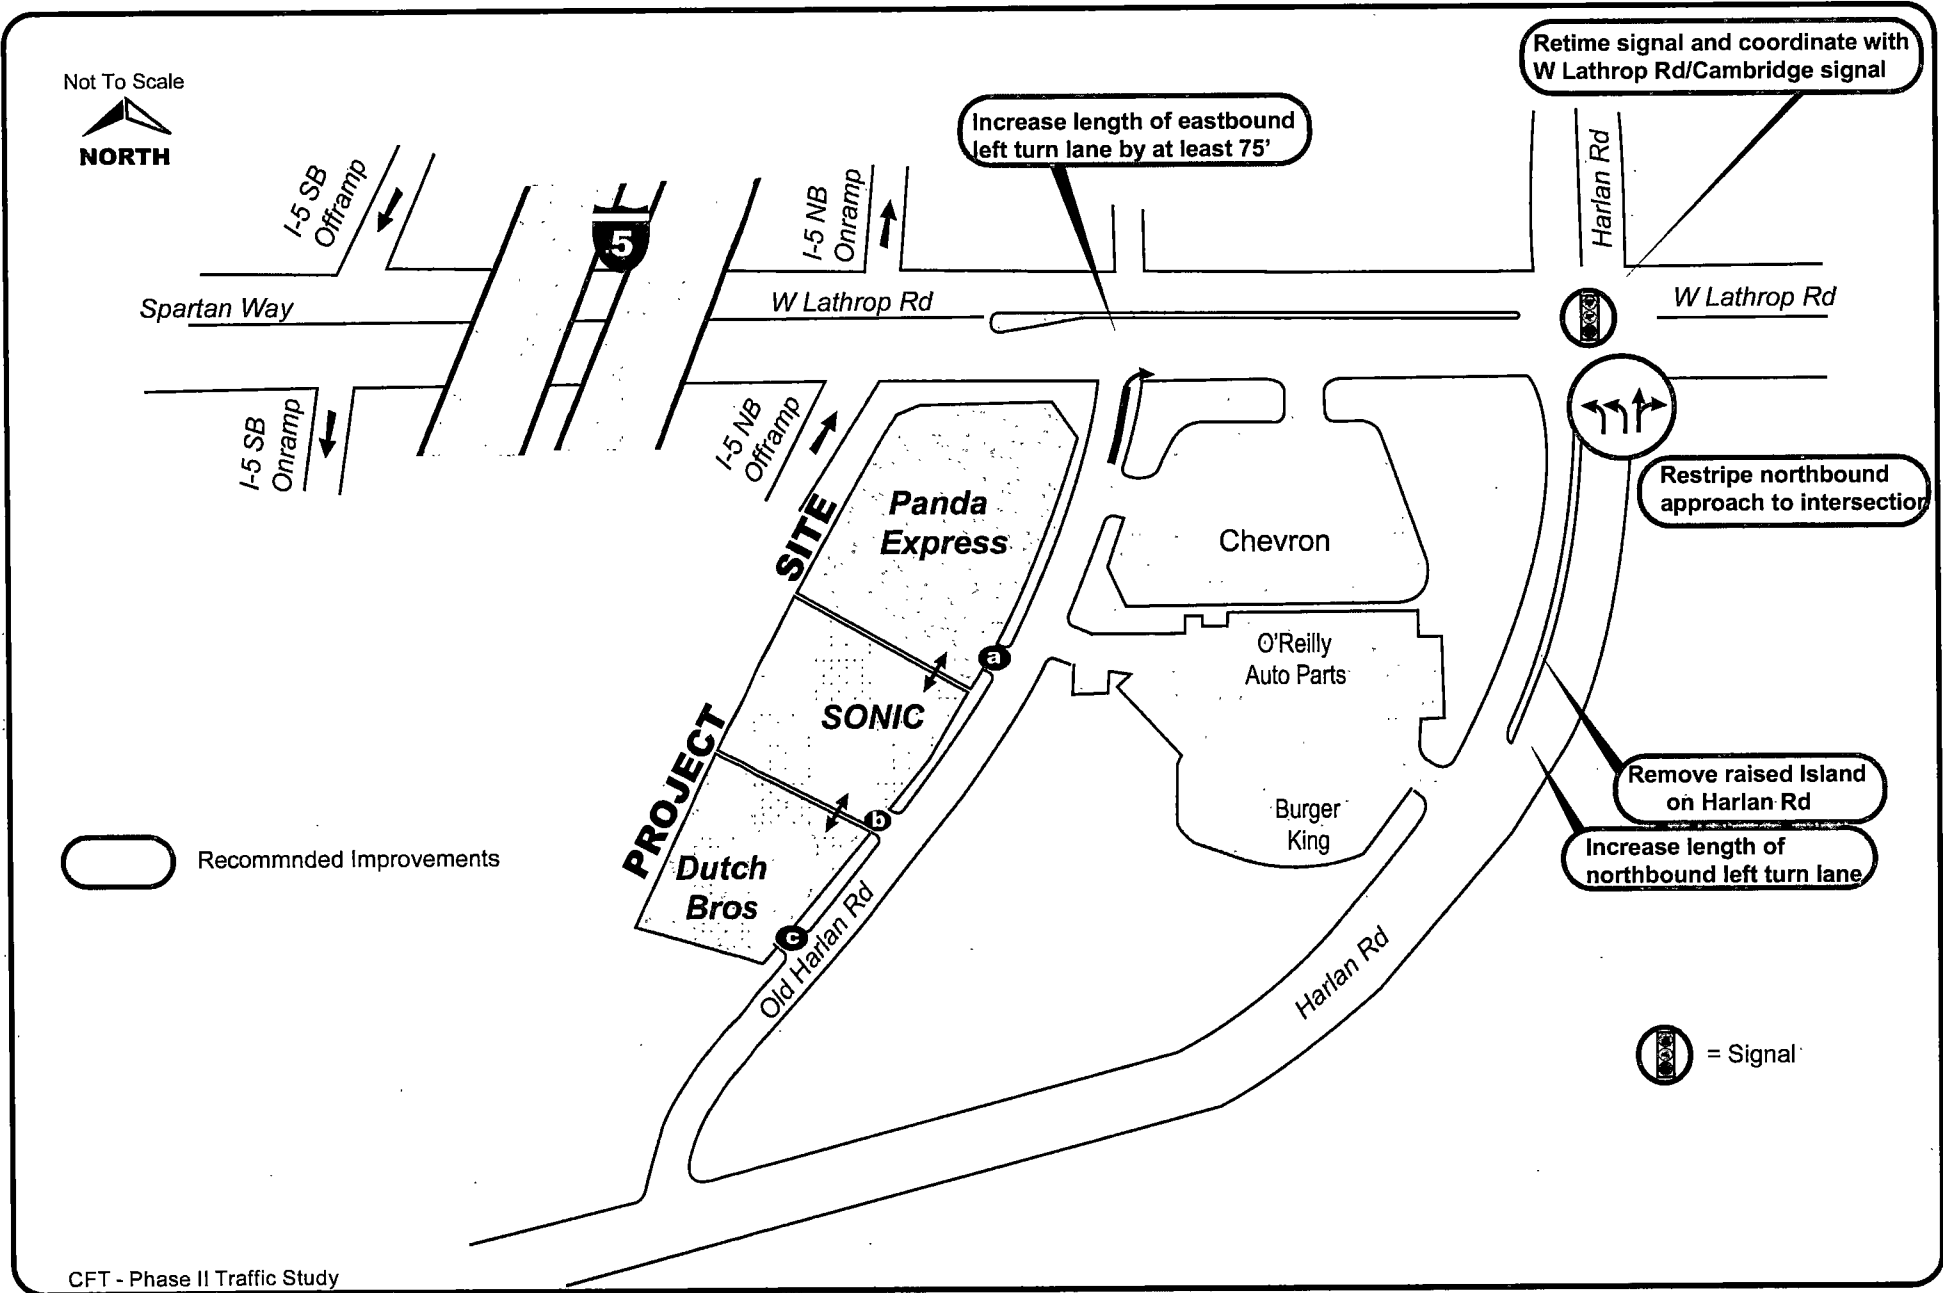 Retime signal and coordinate with
W Lathrop Rd/Cambridge signal
Not To Scale
NORTH
Increase length of eastbound
left turn lane by at least 75'
I-5 SB
Offramp
5
I-5 NB
Onramp
Harlan Rd
Spartan Way
W Lathrop Rd
W Lathrop Rd
I-5 SB
Onramp
I-5 NB
Offramp
Restripe northbound
approach to intersection
PROJECT SITE
Panda
Express
Chevron
O'Reilly
Auto Parts
a
SONIC
b
Burger
King
Remove raised Island
on Harlan Rd
Increase length of
northbound left turn lane
Recommnded Improvements
Dutch
Bros
c
Old Harlan Rd
Harlan Rd
= Signal
CFT - Phase II Traffic Study